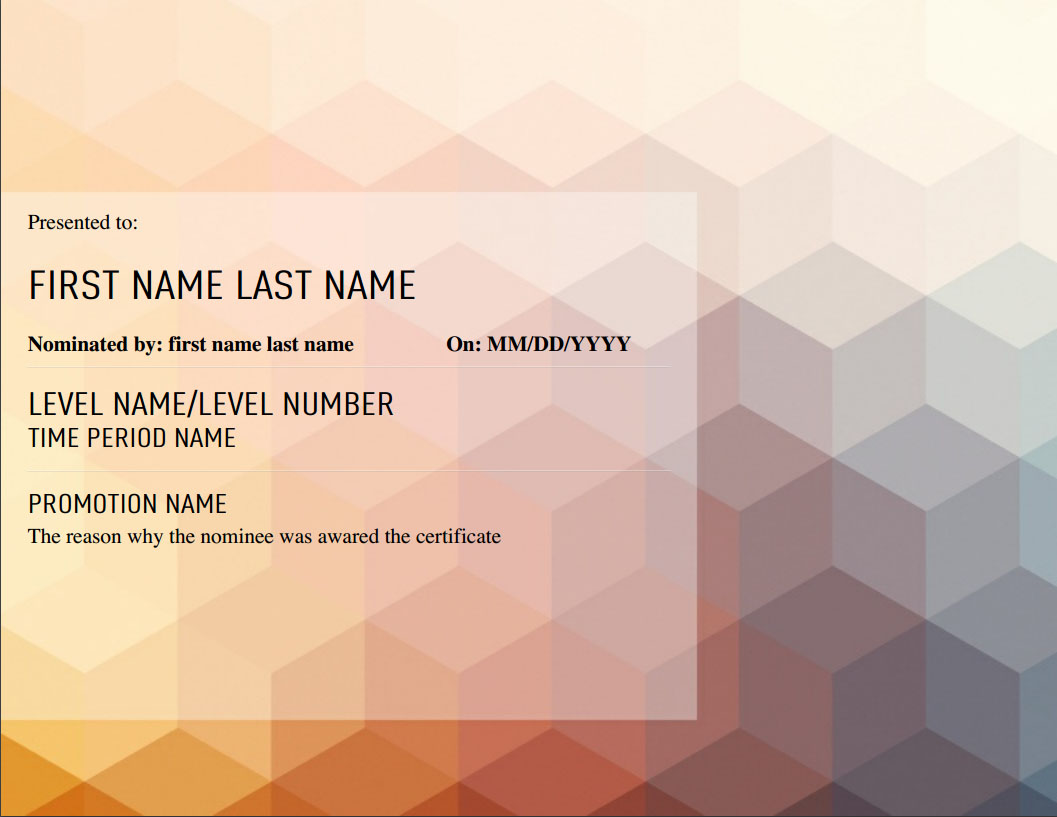 Presented to:
FIRST NAME LAST NAME
Nominated by: first name last name On: MM/DD/YYYY
LEVEL NAME/LEVEL NUMBER
TIME PERIOD NAME
PROMOTION NAME
The reason why the nominee was awared the certificate